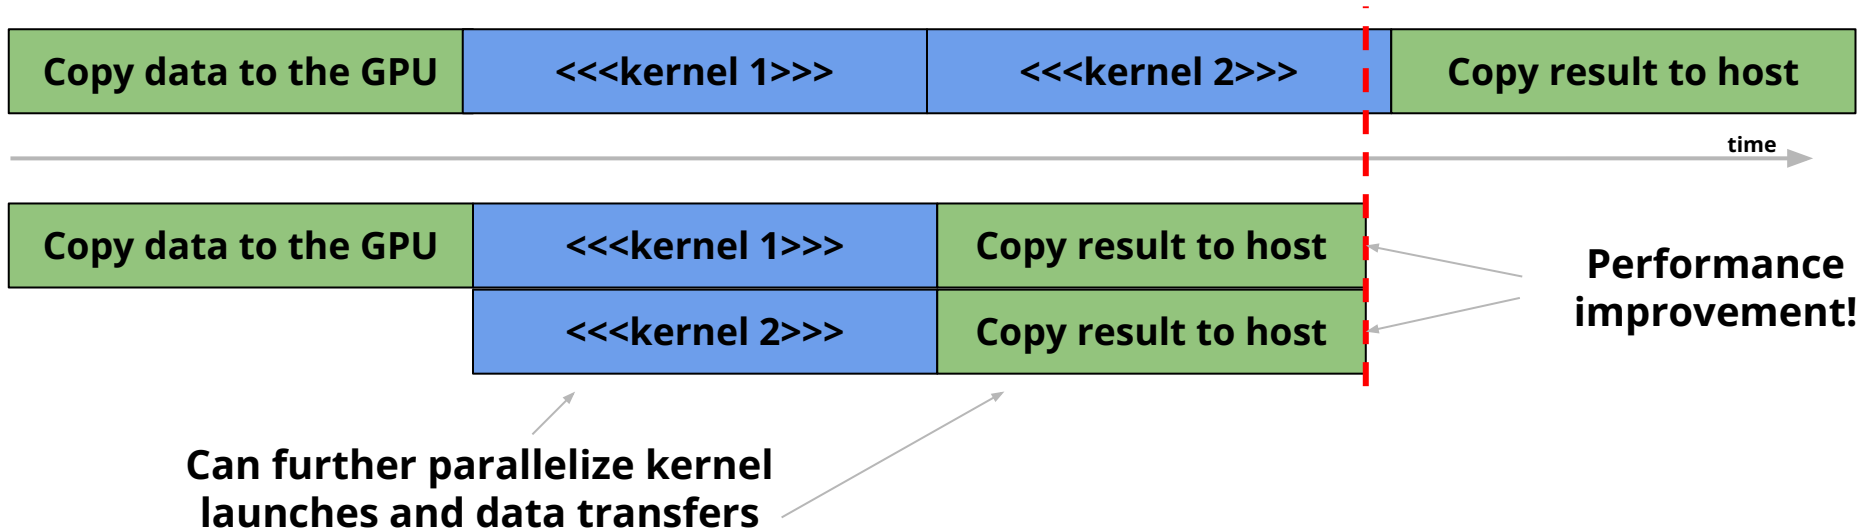 Copy data to the GPU
<<<kernel 1>>>
<<<kernel 2>>>
Copy result to host
time
Copy data to the GPU
<<<kernel 1>>>
Copy result to host
<<<kernel 2>>>
Copy result to host
Performance
improvement!
Can further parallelize kernel
launches and data transfers